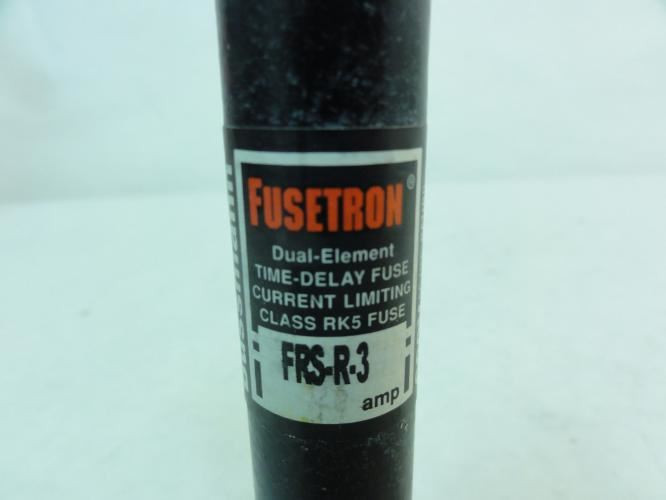 FUSETRON®
Dual-Element
TIME-DELAY FUSE
CURRENT LIMITING
CLASS RK5 FUSE
FRS-R-3
amp